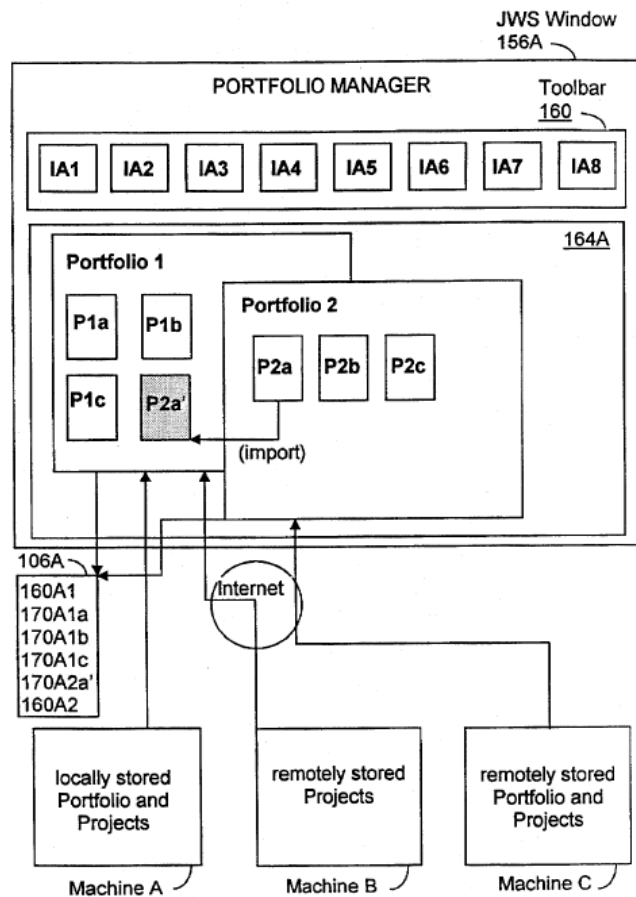 JWS Window
156A
PORTFOLIO MANAGER
Toolbar
160
IA1 IA2 IA3 IA4 IA5 IA6 IA7 IA8
164A
Portfolio 1
Portfolio 2
P1a P1b
P2a P2b P2c
P1c P2a'
(import)
106A
Internet
160A1
170A1a
170A1b
170A1c
170A2a'
160A2
locally stored
Portfolio and
Projects
remotely stored
Projects
remotely stored
Portfolio and
Projects
Machine A
Machine B
Machine C